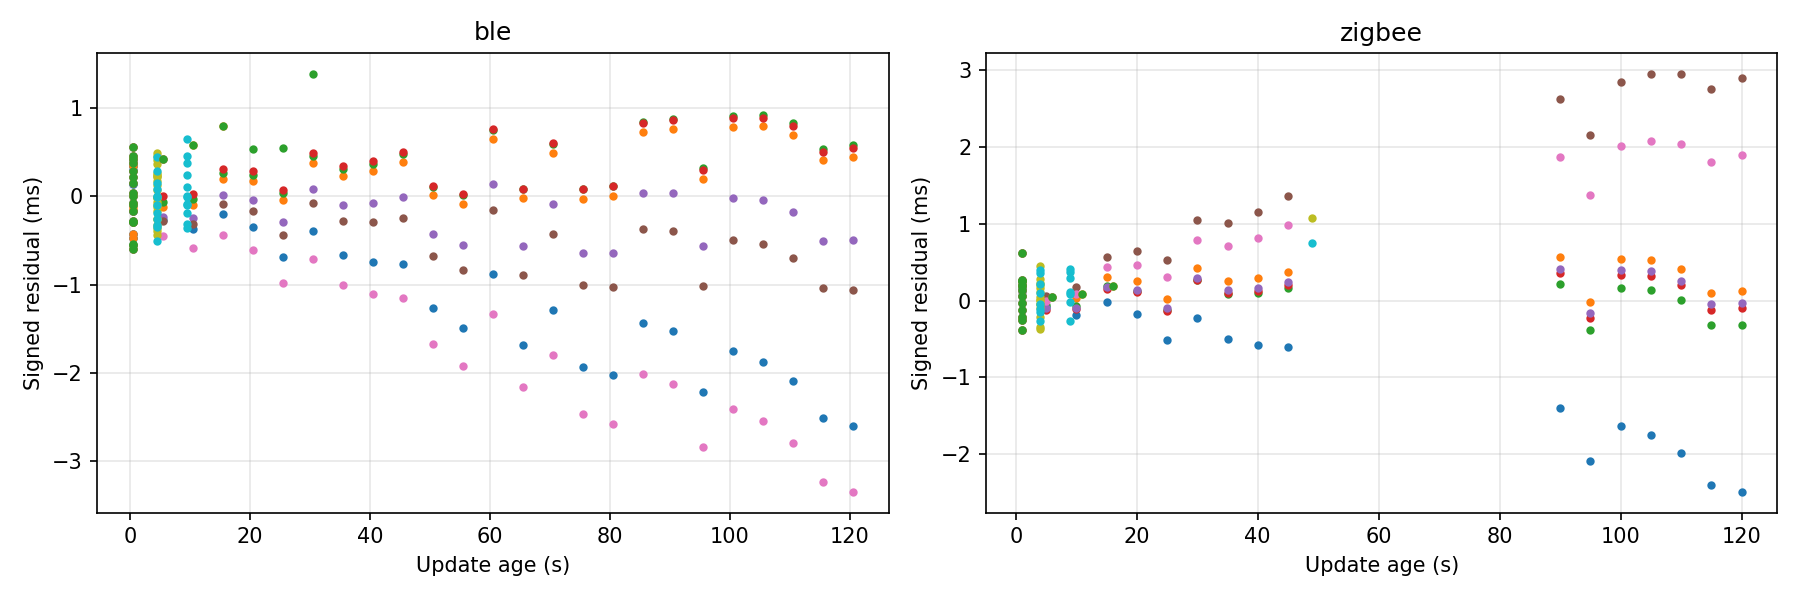 ble
Signed residual (ms)
1
0
−1
−2
−3
0 20 40 60 80 100 120
Update age (s)
zigbee
Signed residual (ms)
3
2
1
0
−1
−2
0 20 40 60 80 100 120
Update age (s)